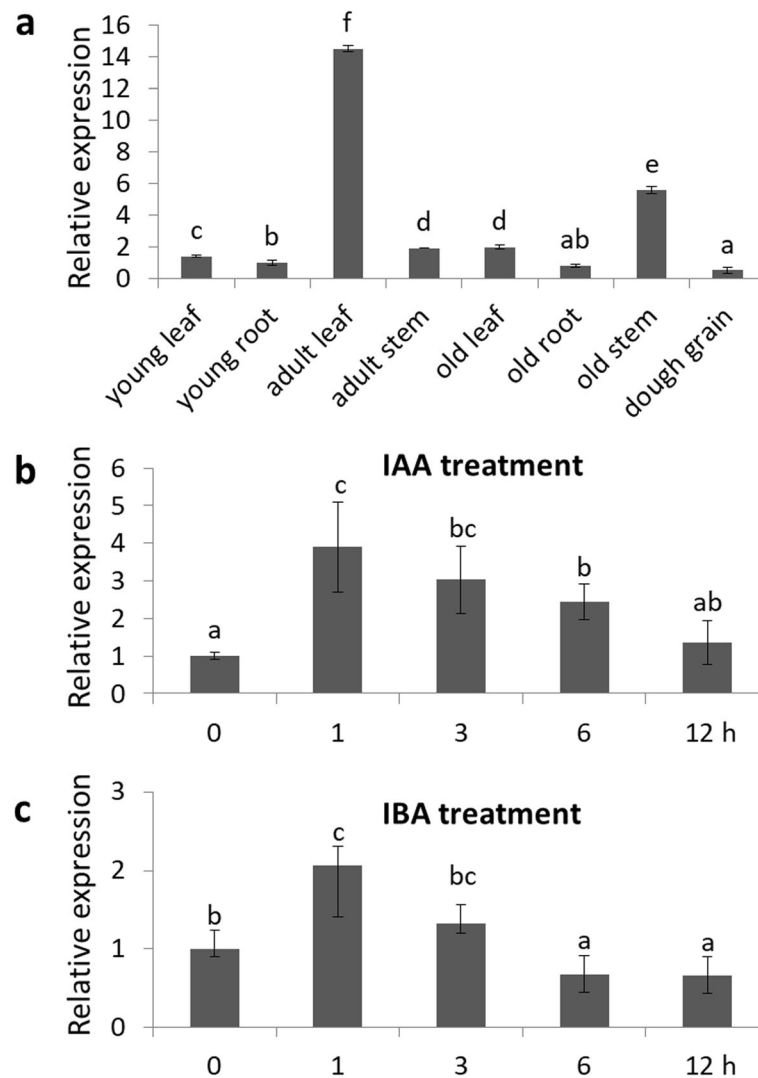 a
Relative expression
16
14
12
10
8
6
4
2
0
c
b
f
d
d
ab
e
a
young leaf
young root
adult leaf
adult stem
old leaf
old root
old stem
dough grain
b
IAA treatment
Relative expression
6
5
4
3
2
1
0
a
c
bc
b
ab
0 1 3 6 12 h
c
IBA treatment
Relative expression
3
2
1
0
b
c
bc
a
a
0 1 3 6 12 h